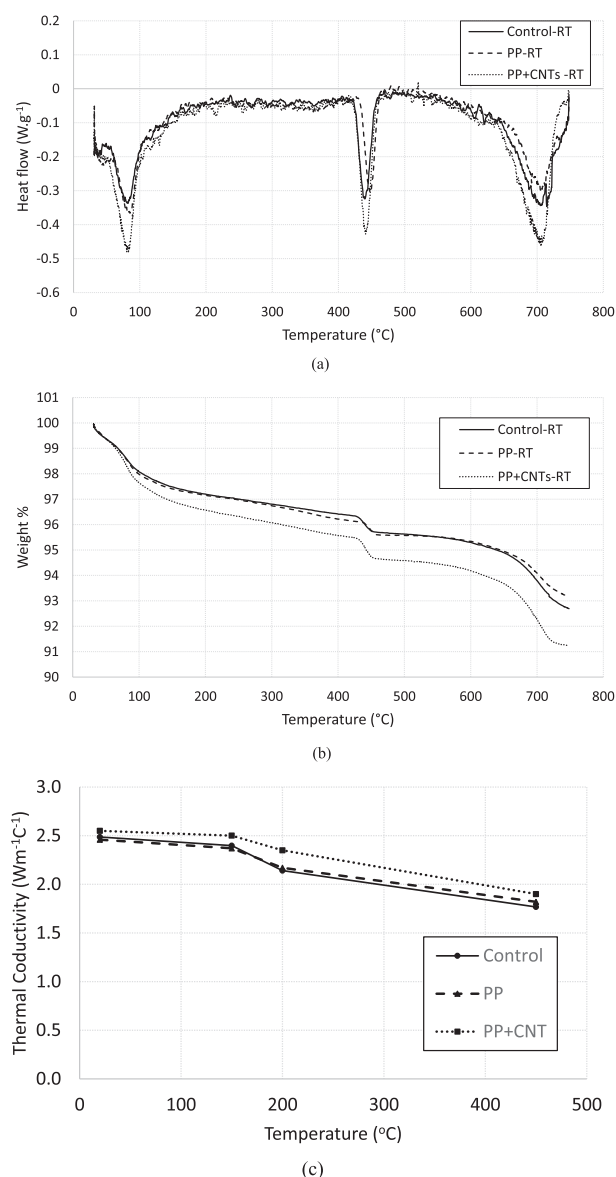 0.2
0.1
0
-0.1
-0.2
-0.3
-0.4
-0.5
-0.6
Heat flow (W.g⁻¹)
Control-RT
PP-RT
PP+CNTs -RT
0 100 200 300 400 500 600 700 800
Temperature (°C)
(a)
101
100
99
98
97
96
95
94
93
92
91
90
Weight %
Control-RT
PP-RT
PP+CNTs-RT
0 100 200 300 400 500 600 700 800
Temperature (°C)
(b)
3.0
2.5
2.0
1.5
1.0
0.5
0.0
Thermal Coductivity (Wm⁻¹C⁻¹)
Control
PP
PP+CNT
0 100 200 300 400 500
Temperature (°C)
(c)